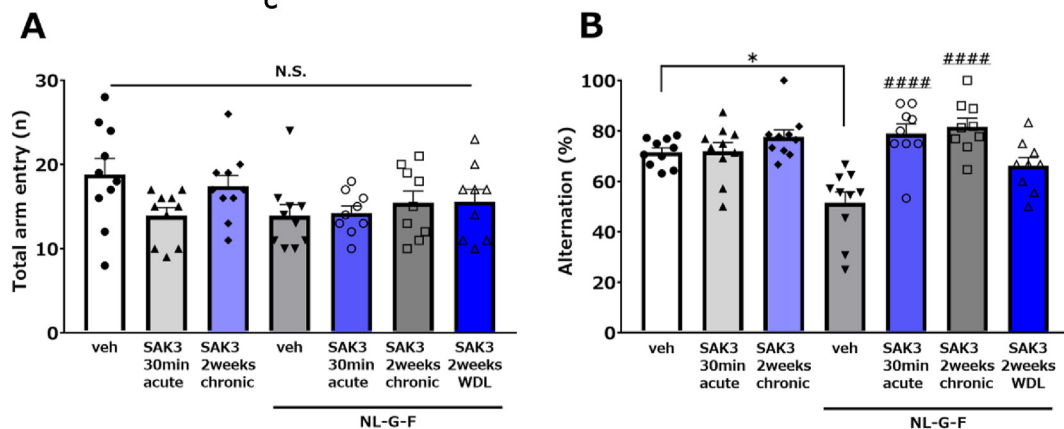 C
A
B
N.S.
Total arm entry (n)
30
20
10
0
veh
SAK3
30min
acute
SAK3
2weeks
chronic
veh
SAK3
30min
acute
SAK3
2weeks
chronic
SAK3
2weeks
WDL
NL-G-F
*
####
####
Alternation (%)
100
80
60
40
20
0
veh
SAK3
30min
acute
SAK3
2weeks
chronic
veh
SAK3
30min
acute
SAK3
2weeks
chronic
SAK3
2weeks
WDL
NL-G-F